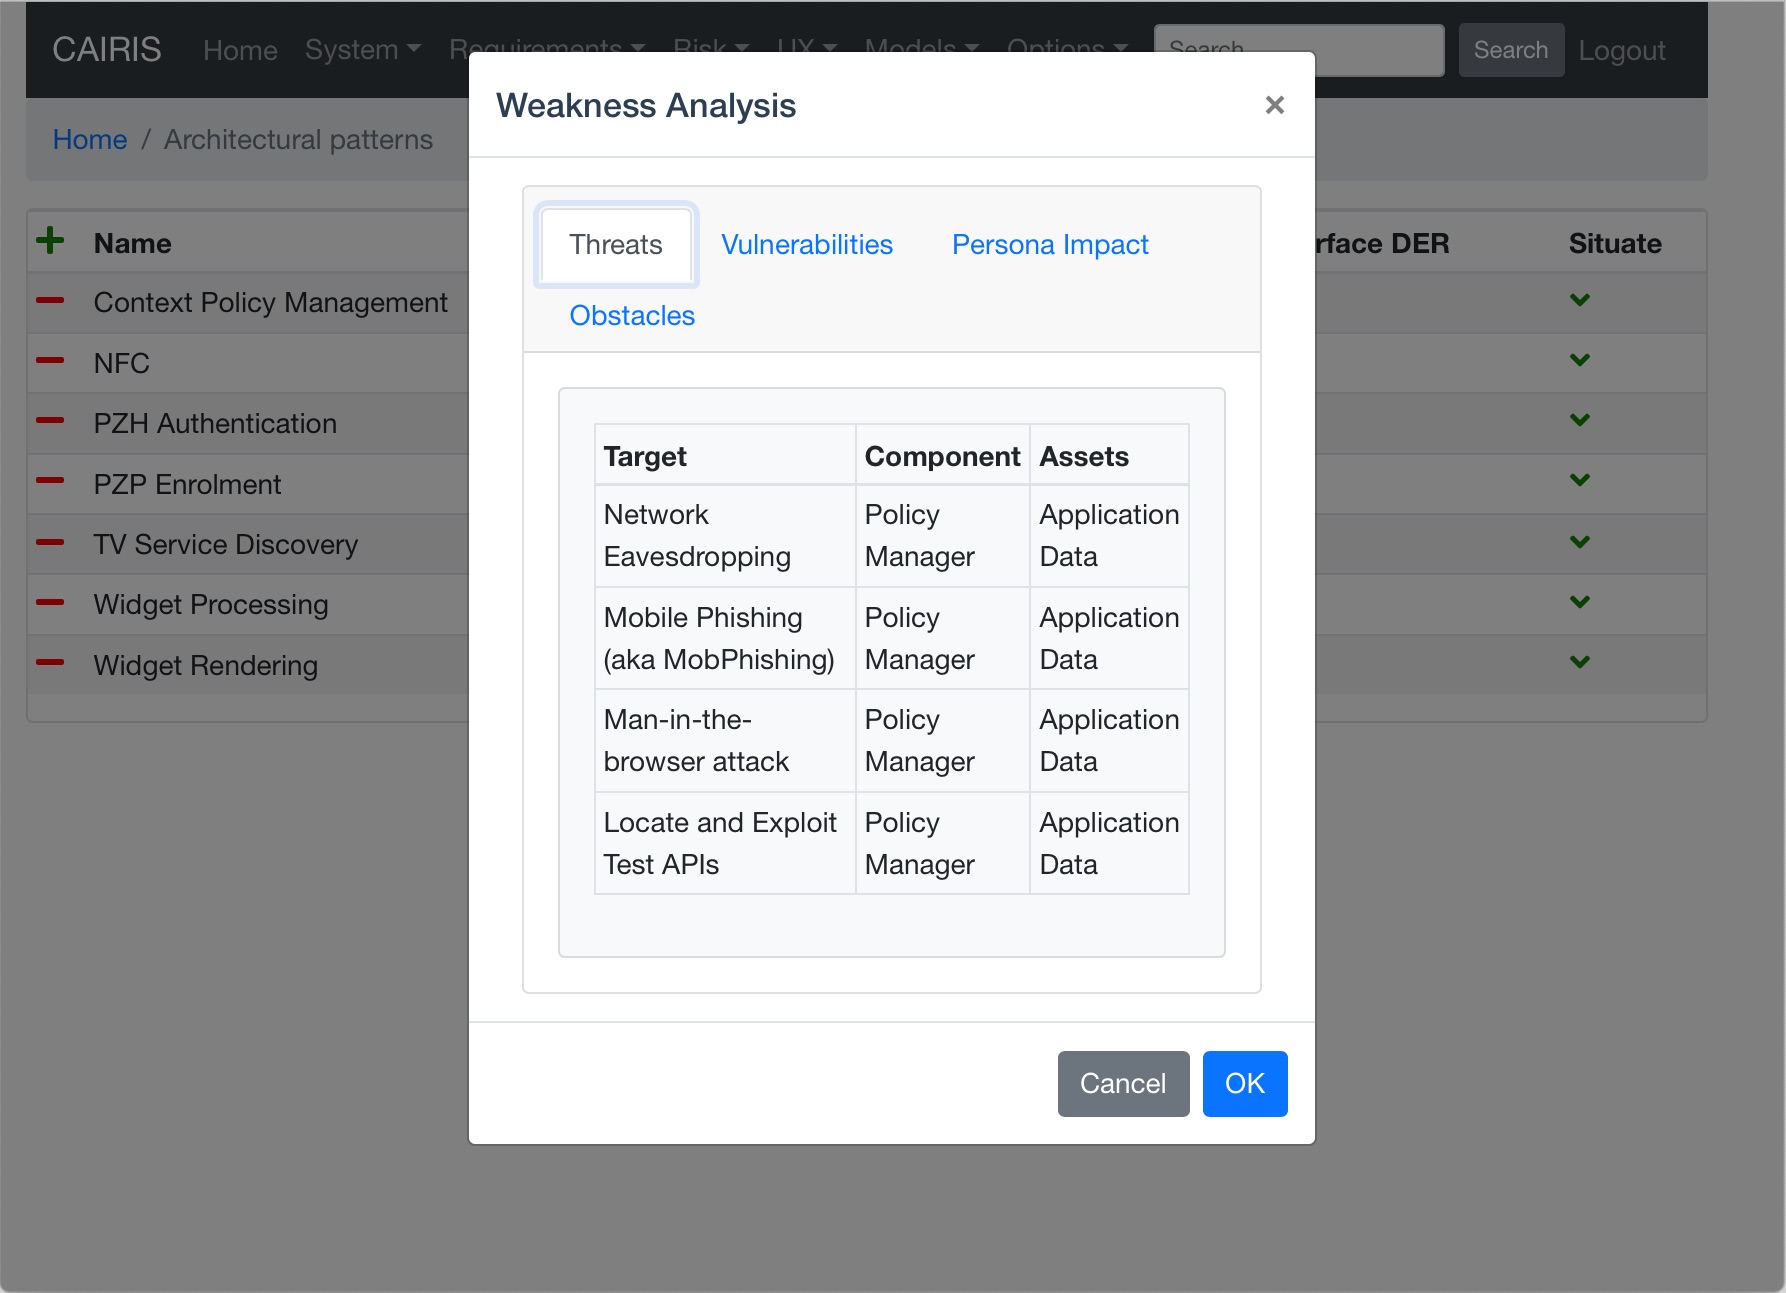 CAIRIS Home System Requirements Risk UX Models Options Search Search Logout
Weakness Analysis ×
Home / Architectural patterns
Threats Vulnerabilities Persona Impact
Obstacles
Name rface DER Situate
Context Policy Management
NFC
PZH Authentication
PZP Enrolment
TV Service Discovery
Widget Processing
Widget Rendering
Target Component Assets
Network Policy Application
Eavesdropping Manager Data
Mobile Phishing Policy Application
(aka MobPhishing) Manager Data
Man-in-the- Policy Application
browser attack Manager Data
Locate and Exploit Policy Application
Test APIs Manager Data
Cancel OK